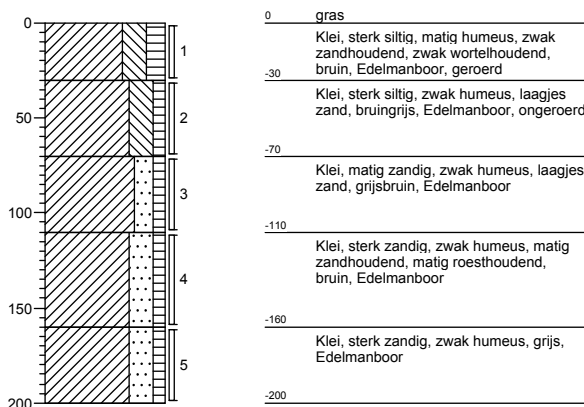 0
50
100
150
200
1
2
3
4
5
0
gras
Klei, sterk siltig, matig humeus, zwak
zandhoudend, zwak wortelhoudend,
bruin, Edelmanboor, geroerd
-30
Klei, sterk siltig, zwak humeus, laagjes
zand, bruingrijs, Edelmanboor, ongeroerd
-70
Klei, matig zandig, zwak humeus, laagjes
zand, grijsbruin, Edelmanboor
-110
Klei, sterk zandig, zwak humeus, matig
zandhoudend, matig roesthoudend,
bruin, Edelmanboor
-160
Klei, sterk zandig, zwak humeus, grijs,
Edelmanboor
-200